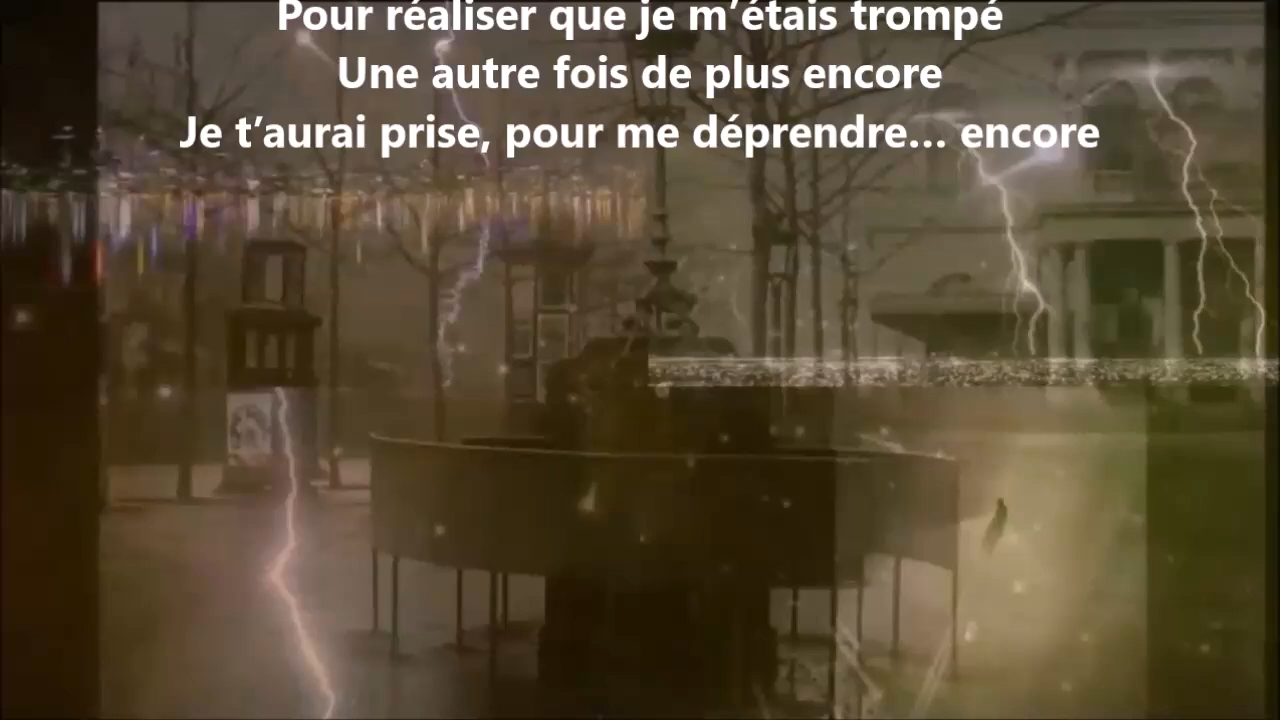 Pour réaliser que je m’étais trompé
Une autre fois de plus encore
Je t’aurai prise, pour me déprendre… encore